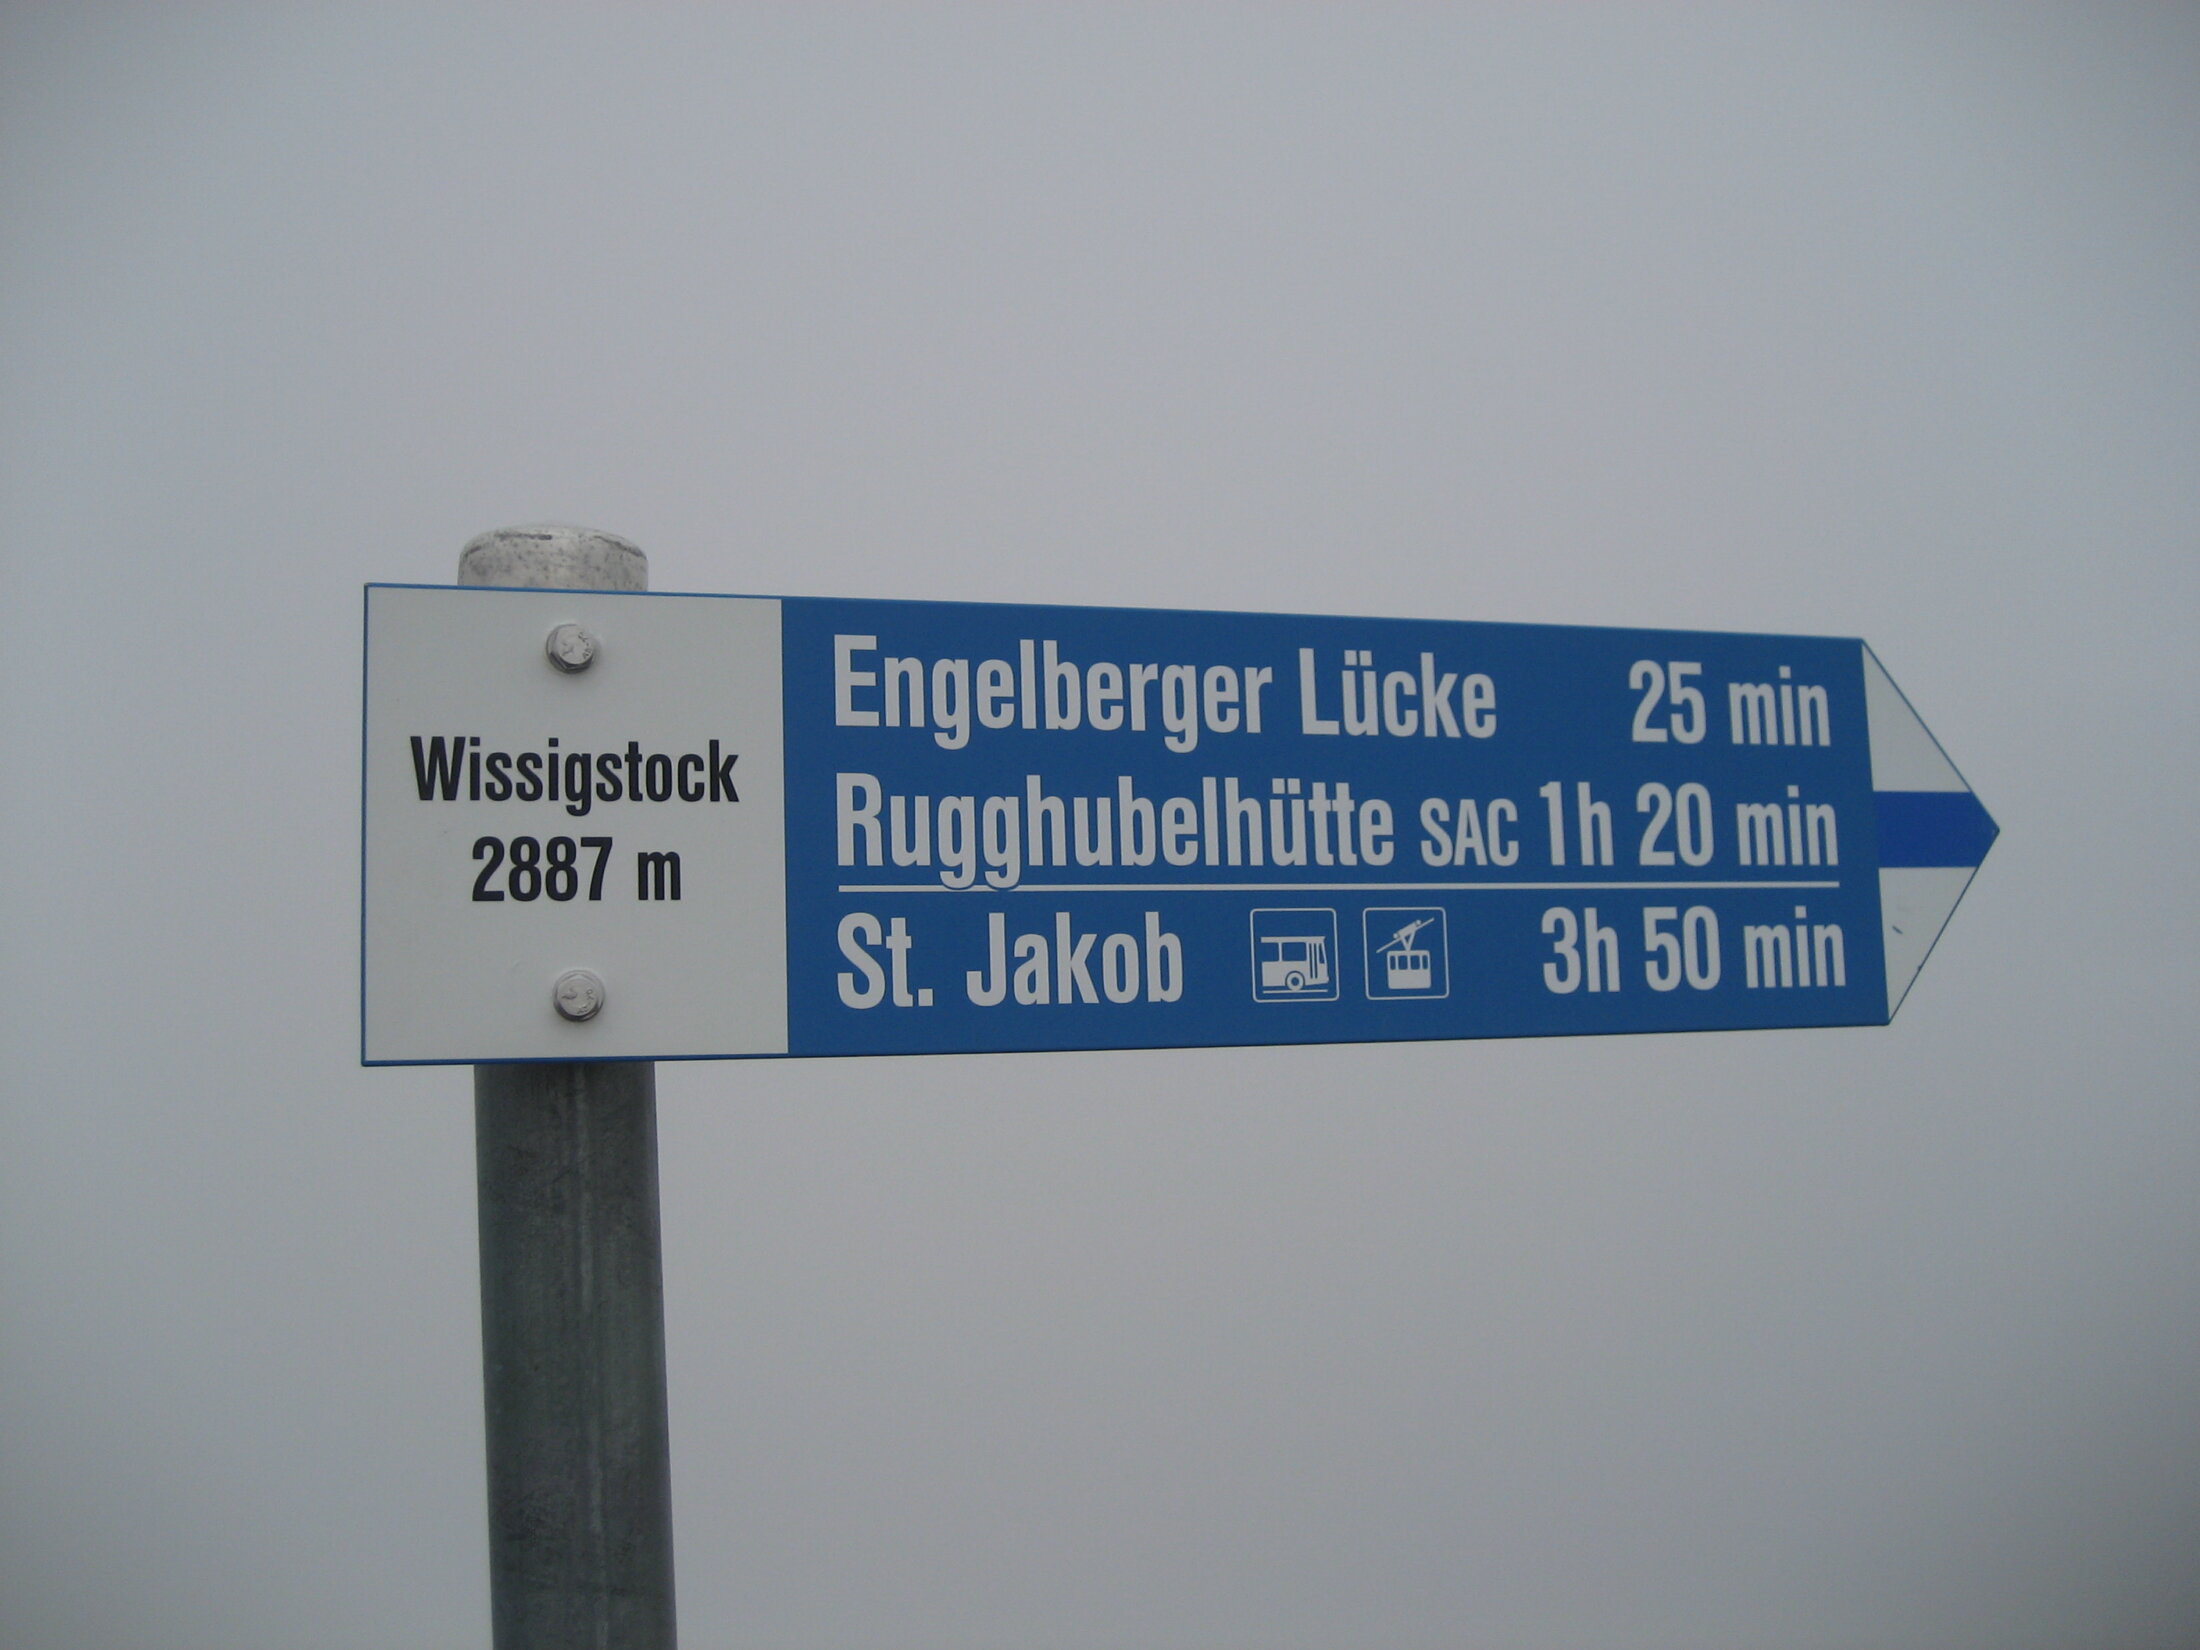 Wissigstock
2887 m
Engelberger Lücke 25 min
Rugghubelhütte SAC 1h 20 min
St. Jakob 3h 50 min